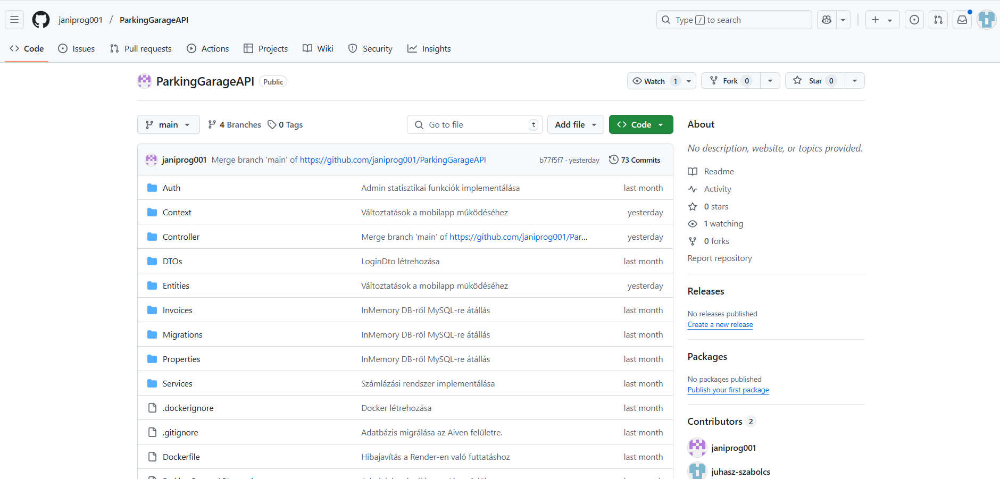 janiprog001 / ParkingGarageAPI
Type / to search
Code
Issues
Pull requests
Actions
Projects
Wiki
Security
Insights
ParkingGarageAPI Public
Watch 1
Fork 0
Star 0
main
4 Branches
0 Tags
Go to file t
Add file
Code
janiprog001 Merge branch 'main' of https://github.com/janiprog001/ParkingGarageAPI b77f5f7 · yesterday 73 Commits
Auth Admin statisztikai funkciók implementálása last month
Context Változtatások a mobilapp működéséhez yesterday
Controller Merge branch 'main' of https://github.com/janiprog001/Par... yesterday
DTOs LoginDto létrehozása last month
Entities Változtatások a mobilapp működéséhez yesterday
Invoices InMemory DB-ről MySQL-re átállás last month
Migrations InMemory DB-ről MySQL-re átállás last month
Properties InMemory DB-ről MySQL-re átállás last month
Services Számlázási rendszer implementálása last month
.dockerignore Docker létrehozása last month
.gitignore Adatbázis migrálása az Aiven felületre. last month
Dockerfile Hibajavítás a Render-en való futtatáshoz last month
About
No description, website, or topics provided.
Readme
Activity
0 stars
1 watching
0 forks
Report repository
Releases
No releases published
Create a new release
Packages
No packages published
Publish your first package
Contributors 2
janiprog001
juhasz-szabolcs